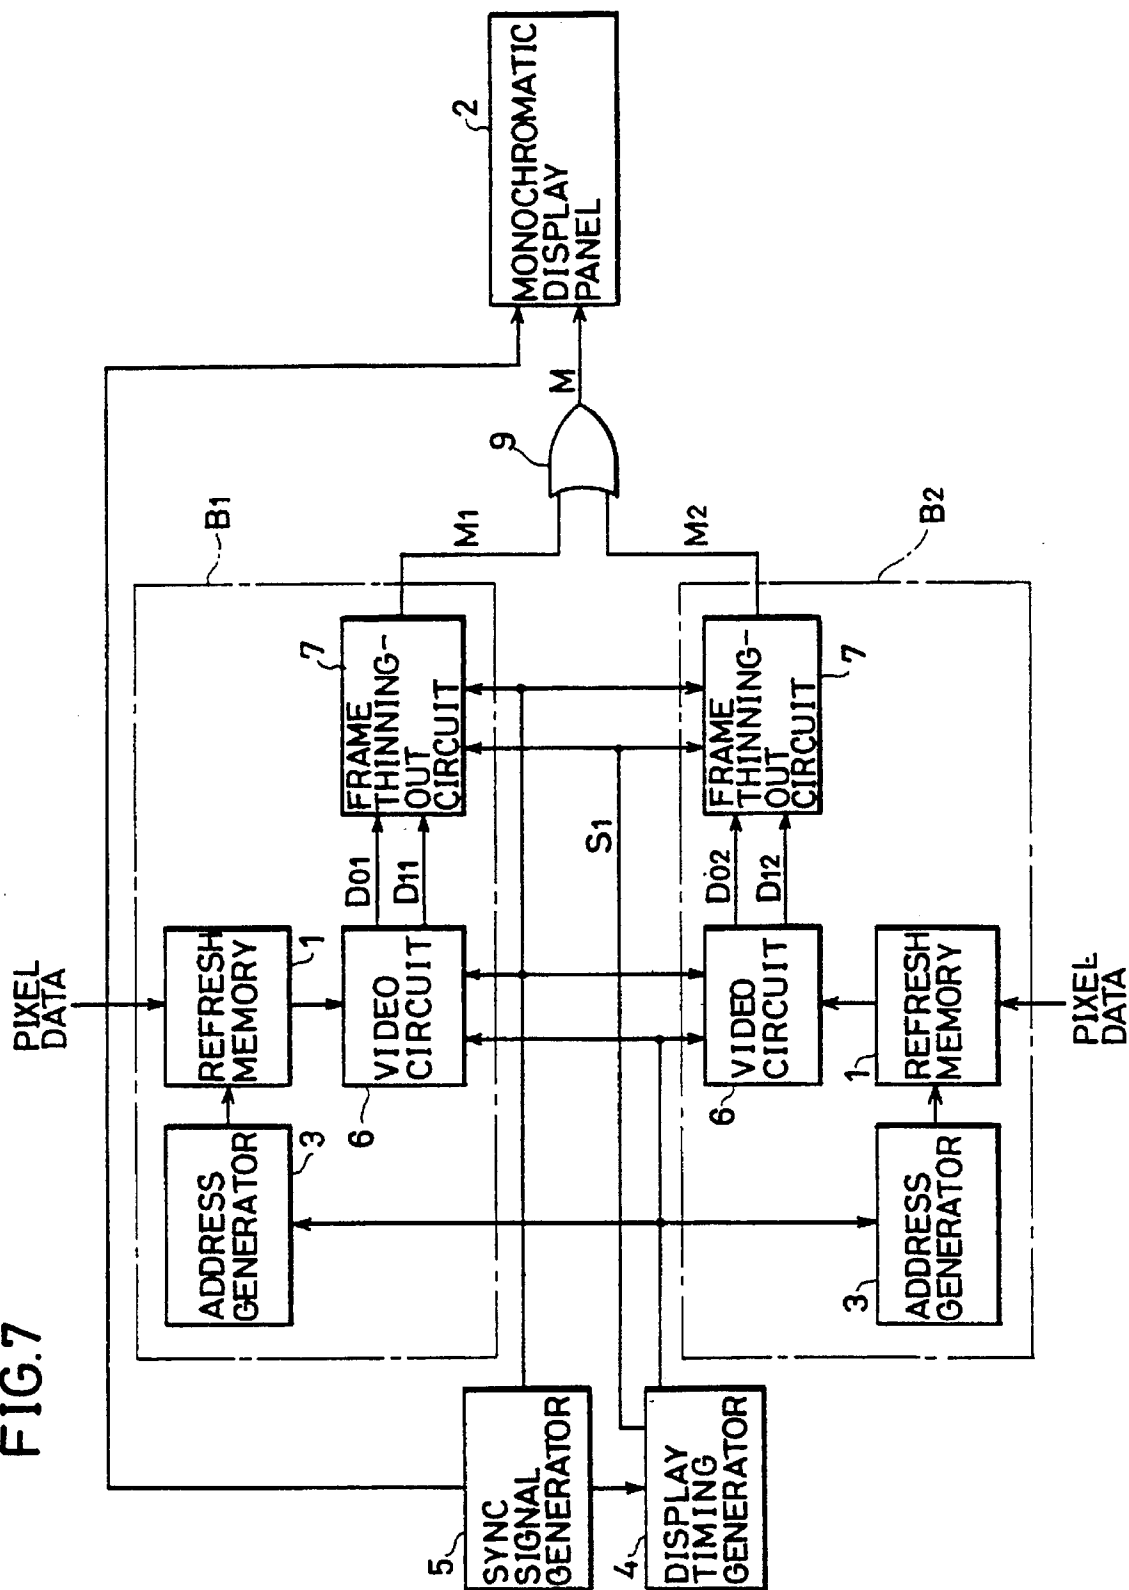 FIG.7
PIXEL
DATA
REFRESH
MEMORY
1
ADDRESS
GENERATOR
3
VIDEO
CIRCUIT
6
D01
D11
FRAME
THINNING-
OUT
CIRCUIT
7
B1
M1
SYNC
SIGNAL
GENERATOR
5
DISPLAY
TIMING
GENERATOR
4
S1
9
M
MONOCHROMATIC
DISPLAY
PANEL
2
M2
B2
FRAME
THINNING-
OUT
CIRCUIT
7
D02
D12
VIDEO
CIRCUIT
6
REFRESH
MEMORY
1
ADDRESS
GENERATOR
3
PIXEL
DATA